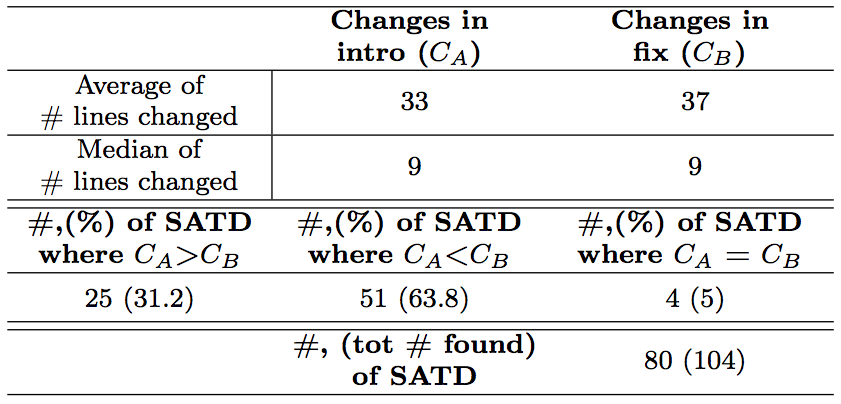 Changes in intro (C_A) Changes in fix (C_B)
Average of # lines changed 33 37
Median of # lines changed 9 9
#,(%) of SATD where C_A>C_B #,(%) of SATD where C_A<C_B #,(%) of SATD where C_A = C_B
25 (31.2) 51 (63.8) 4 (5)
#, (tot # found) of SATD 80 (104)